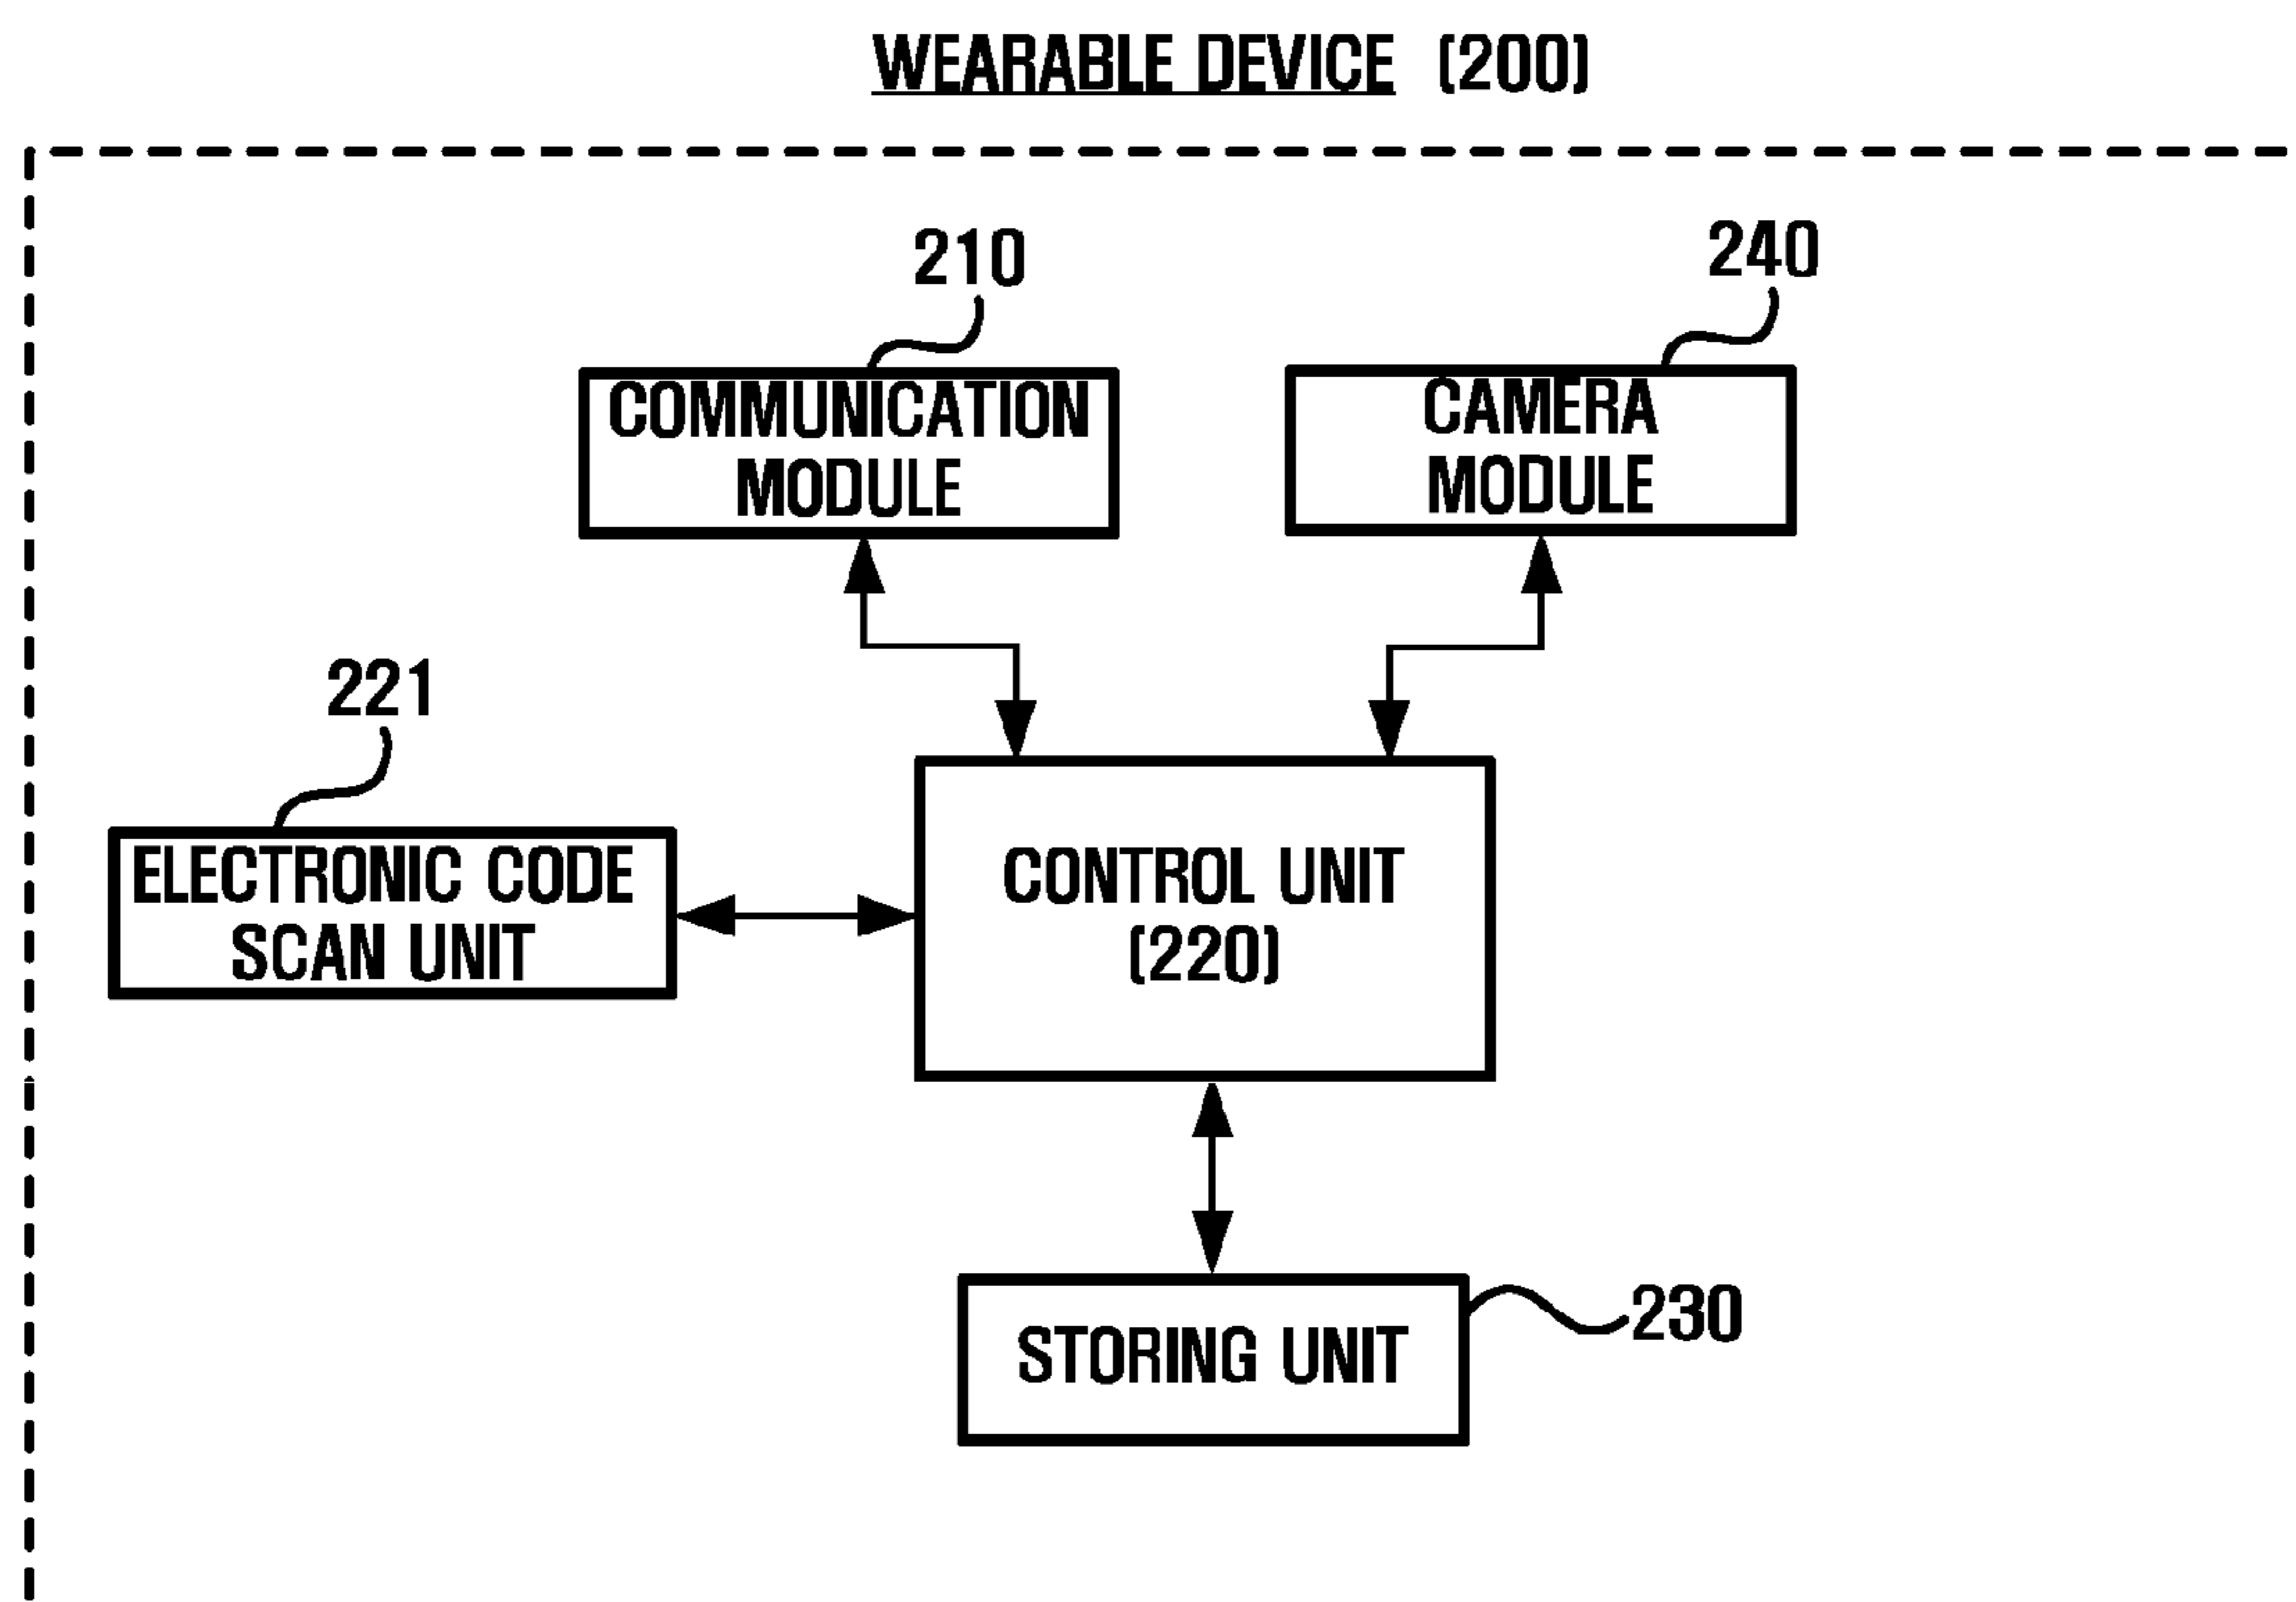 WEARABLE DEVICE (200)
210
240
COMMUNICATION
MODULE
CAMERA
MODULE
221
ELECTRONIC CODE
SCAN UNIT
CONTROL UNIT
(220)
STORING UNIT
230